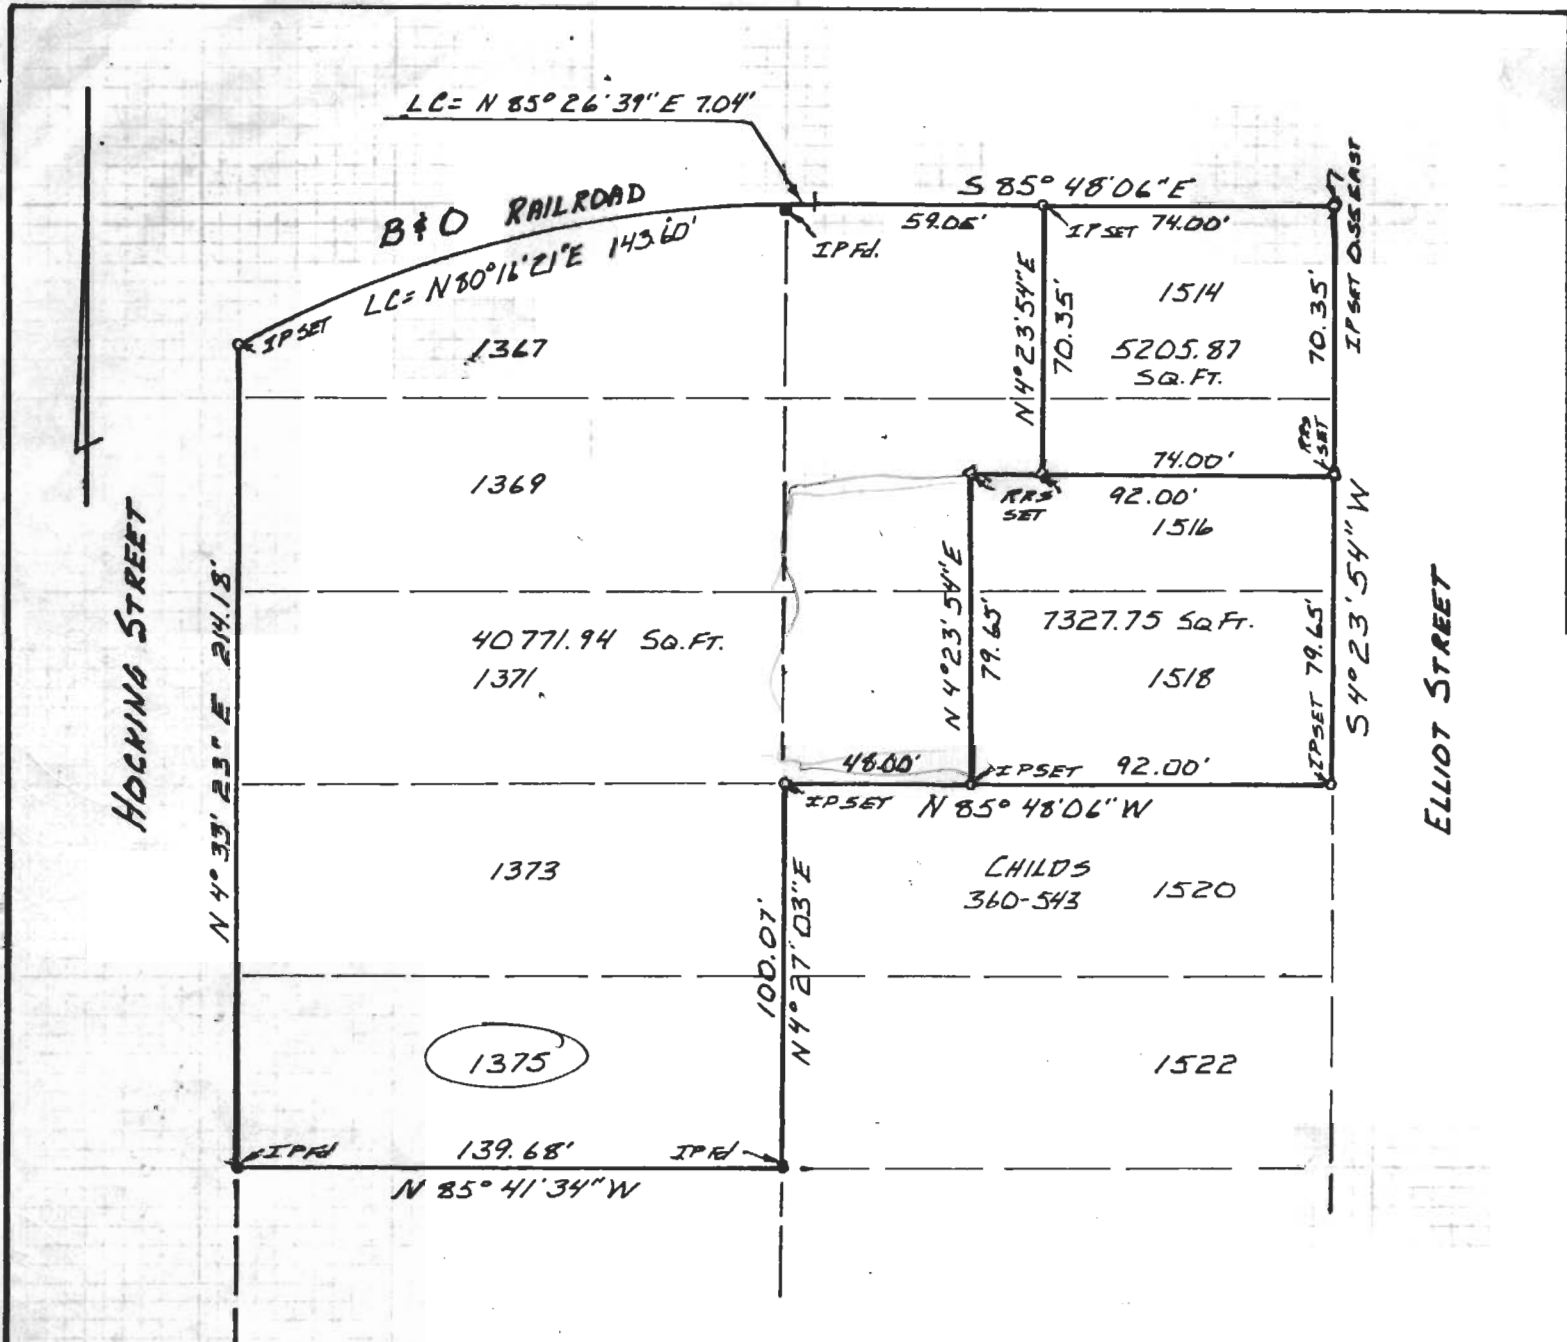 LC= N 85° 26' 39" E 7.04'
B & O RAILROAD
LC= N 80° 16' 21" E 143.60'
S 85° 48' 06" E
59.05'
74.00'
IP SET
IP Fd.
IP SET
IP SET 0.55 EAST
N 4° 23' 54" E
70.35'
1514
5205.87
SQ. FT.
70.35'
1367
RRS
SET
74.00'
RRS
SET
92.00'
1516
1369
HOCKING STREET
N 4° 33' 23" E 214.18'
40771.94 SQ. FT.
1371
N 4° 23' 54" E
79.65'
7327.75 SQ. FT.
1518
IP SET 79.65'
S 4° 23' 54" W
ELLIOT STREET
48.00'
IP SET
92.00'
IP SET
N 85° 48' 06" W
1373
CHILDS
360-543
1520
100.07'
N 4° 27' 03" E
1375
1522
IP Fd
139.68'
IP Fd
N 85° 41' 34" W